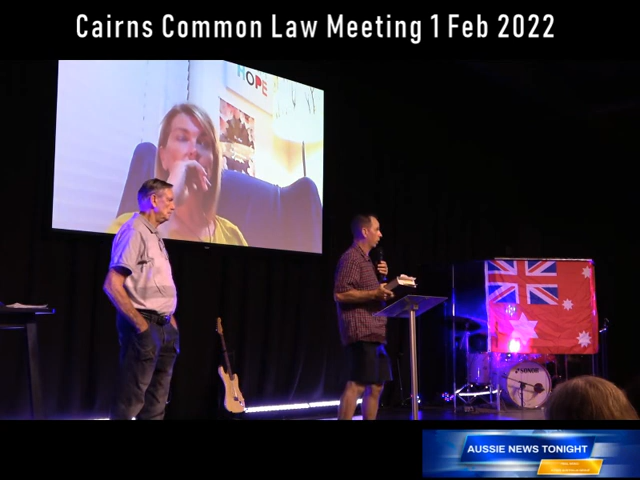 Cairns Common Law Meeting 1 Feb 2022
HOPE
SONOR
AUSSIE NEWS TONIGHT